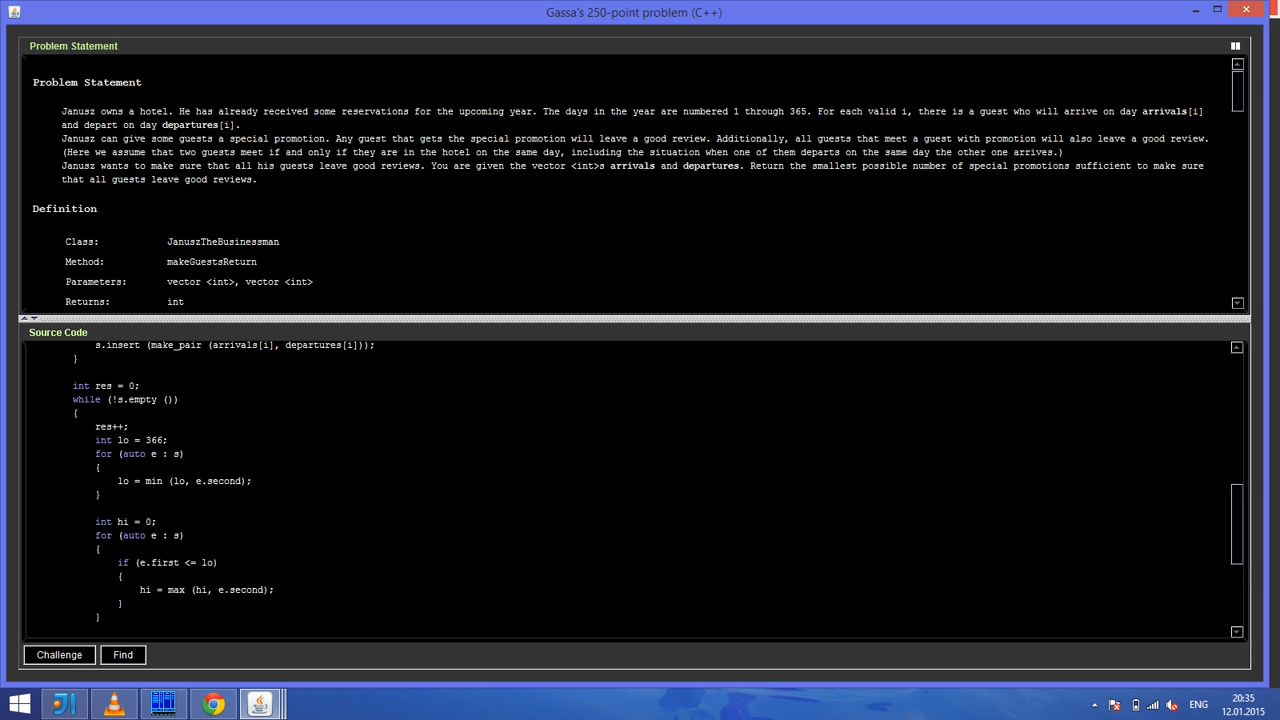 Gassa's 250-point problem (C++)
Problem Statement
Problem Statement
Janusz owns a hotel. He has already received some reservations for the upcoming year. The days in the year are numbered 1 through 365. For each valid i, there is a guest who will arrive on day arrivals[i]
and depart on day departures[i].
Janusz can give some guests a special promotion. Any guest that gets the special promotion will leave a good review. Additionally, all guests that meet a guest with promotion will also leave a good review.
(Here we assume that two guests meet if and only if they are in the hotel on the same day, including the situation when one of them departs on the same day the other one arrives.)
Janusz wants to make sure that all his guests leave good reviews. You are given the vector <int>s arrivals and departures. Return the smallest possible number of special promotions sufficient to make sure
that all guests leave good reviews.
Definition
Class: JanuszTheBusinessman
Method: makeGuestsReturn
Parameters: vector <int>, vector <int>
Returns: int
Source Code
s.insert (make_pair (arrivals[i], departures[i]));
}
int res = 0;
while (!s.empty ())
{
res++;
int lo = 366;
for (auto e : s)
{
lo = min (lo, e.second);
}
int hi = 0;
for (auto e : s)
{
if (e.first <= lo)
{
hi = max (hi, e.second);
}
}
Challenge Find
ENG
20:35
12.01.2015